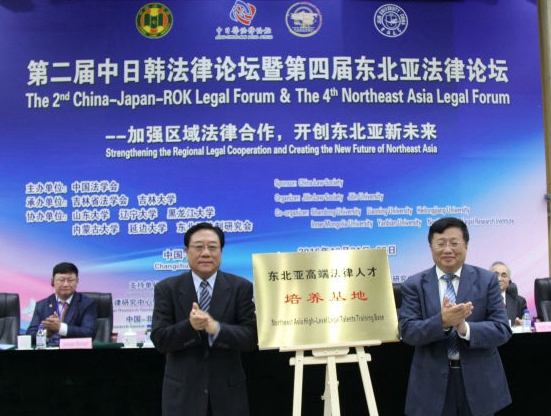 第二届中日韩法律论坛暨第四届东北亚法律论坛
The 2nd China-Japan-ROK Legal Forum & The 4th Northeast Asia Legal Forum
--加强区域法律合作，开创东北亚新未来
Strengthening the Regional Legal Cooperation and Creating the New Future of Northeast Asia
主办单位：中国法学会
Sponsor: China Law Society
承办单位：吉林省法学会 吉林大学
Organizer: Jilin Law Society Jilin University
协办单位：山东大学 辽宁大学 黑龙江大学
Co-organizer: Shandong University Liaoning University Heilongjiang University
内蒙古大学 延边大学
Inner Mongolia University Yanbian University
东北亚高端法律人才
培养基地
Northeast Asia High-Level Legal Talents Training Base